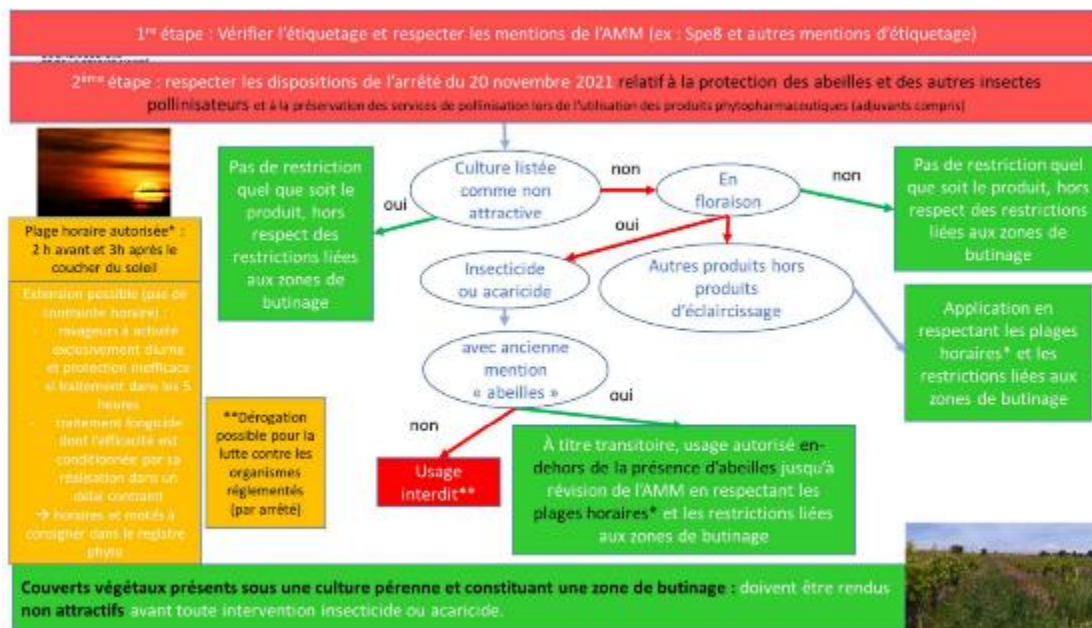 1re étape : Vérifier l'étiquetage et respecter les mentions de l'AMM (ex : Spe8 et autres mentions d'étiquetage)
2ème étape : respecter les dispositions de l'arrêté du 20 novembre 2021 relatif à la protection des abeilles et des autres insectes
pollinisateurs et à la préservation des services de pollinisation lors de l'utilisation des produits phytopharmaceutiques (adjuvants compris)
Plage horaire autorisée* :
2 h avant et 3h après le
coucher du soleil
Extension possible (pas de
contrainte horaire) :
- ravageurs à activité
exclusivement diurne
et protection inefficace
si traitement dans les 5
heures
- traitement fongicide
dont l'efficacité est
conditionnée par sa
réalisation dans un
délai contraint
→ horaires et motifs à
consigner dans le registre
phyto
Pas de restriction
quel que soit le
produit, hors
respect des
restrictions liées
aux zones de
butinage
oui
Culture listée
comme non
attractive
non
En
floraison
non
Pas de restriction quel
que soit le produit, hors
respect des restrictions
liées aux zones de
butinage
oui
Insecticide
ou acaricide
Autres produits hors
produits
d'éclaircissage
Application en
respectant les plages
horaires* et les
restrictions liées aux
zones de butinage
avec ancienne
mention
« abeilles »
oui
non
**Dérogation
possible pour la
lutte contre les
organismes
réglementés
(par arrêté)
Usage
interdit**
À titre transitoire, usage autorisé en-
dehors de la présence d'abeilles jusqu'à
révision de l'AMM en respectant les
plages horaires* et les restrictions liées
aux zones de butinage
Couverts végétaux présents sous une culture pérenne et constituant une zone de butinage : doivent être rendus
non attractifs avant toute intervention insecticide ou acaricide.